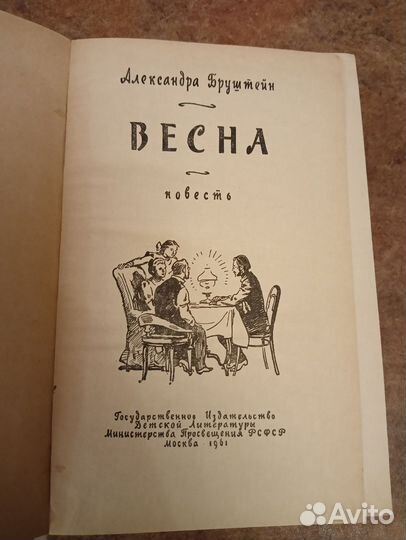 Александра Бруштейн
ВЕСНА
повесть
Государственное Издательство
Детской Литературы
Министерства Просвещения РСФСР
Москва 1961
Avito